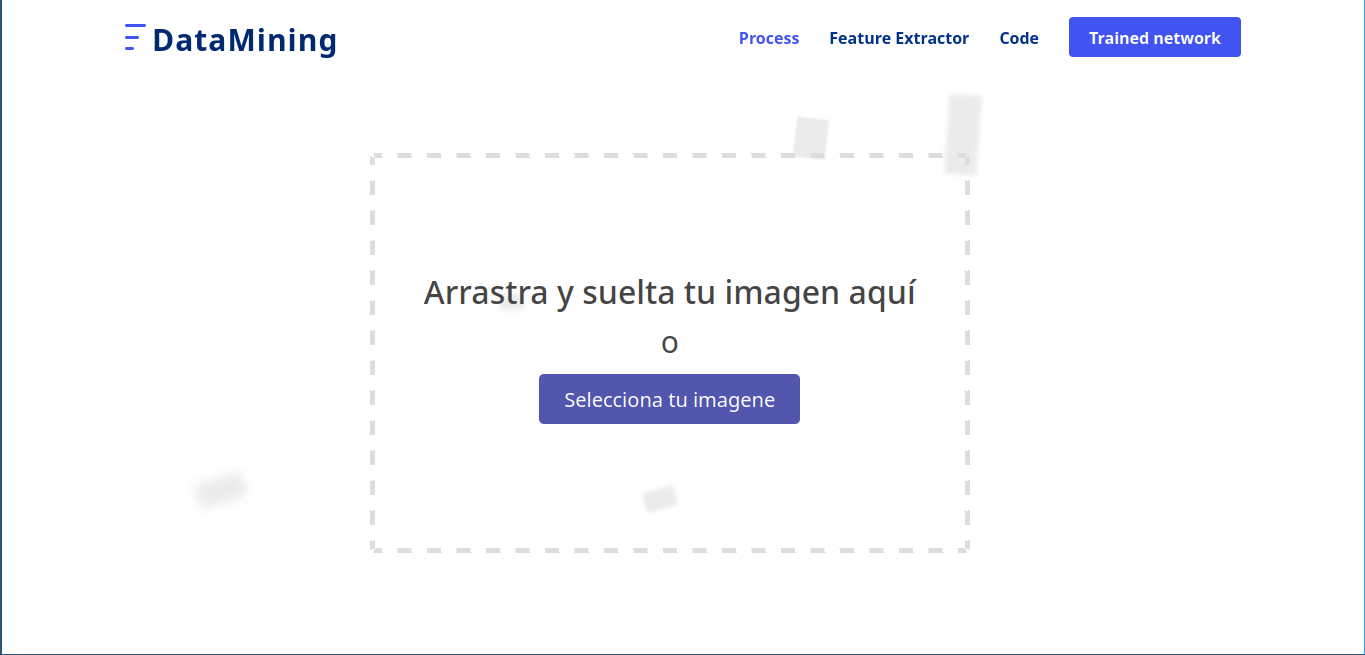 DataMining
Process Feature Extractor Code Trained network
Arrastra y suelta tu imagen aquí
o
Selecciona tu imagene